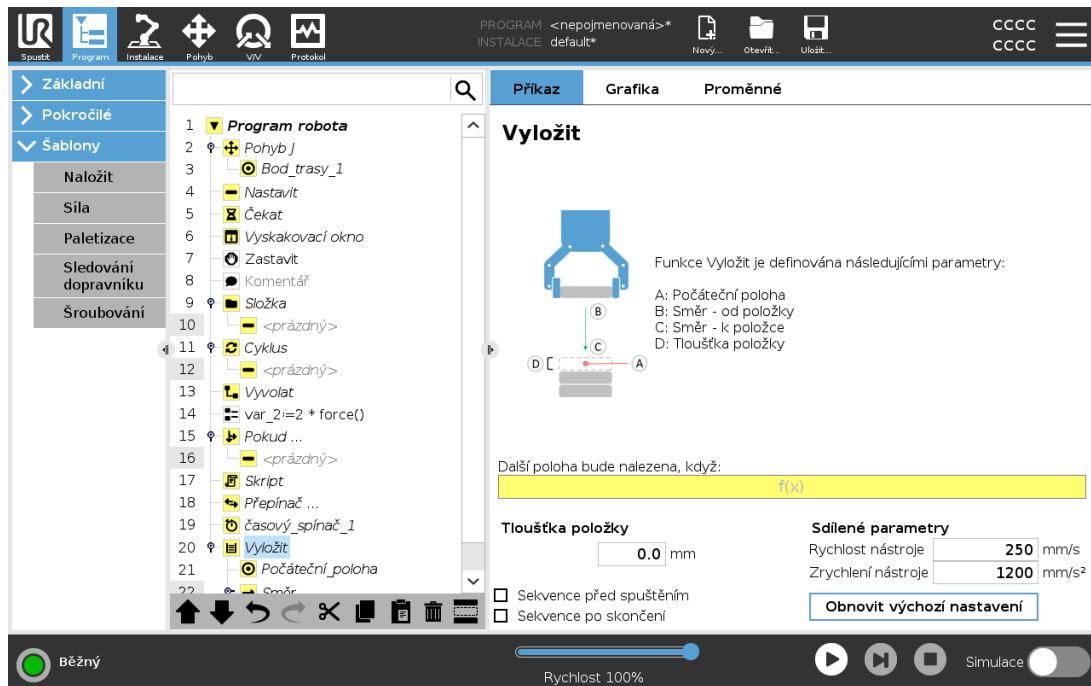 PROGRAM <nepojmenovaná>*
INSTALACE default*
Spustit
Program
Instalace
Pohyb
V/V
Protokol
Nový...
Otevřít...
Uložit...
CCCC
CCCC
Základní
Pokročilé
Šablony
Naložit
Síla
Paletizace
Sledování
dopravníku
Šroubování
1 Program robota
2 Pohyb J
3 Bod_trasy_1
4 Nastavit
5 Čekat
6 Vyskakovací okno
7 Zastavit
8 Komentář
9 Složka
10 <prázdný>
11 Cyklus
12 <prázdný>
13 Vyvolat
14 var_2:=2 * force()
15 Pokud ...
16 <prázdný>
17 Skript
18 Přepínač ...
19 časový_spínač_1
20 Vyložit
21 Počáteční_poloha
22 Směr
Příkaz
Grafika
Proměnné
Vyložit
B
C
D
A
Funkce Vyložit je definována následujícími parametry:
A: Počáteční poloha
B: Směr - od položky
C: Směr - k položce
D: Tloušťka položky
Další poloha bude nalezena, když:
f(x)
Tloušťka položky
0.0 mm
Sekvence před spuštěním
Sekvence po skončení
Sdílené parametry
Rychlost nástroje 250 mm/s
Zrychlení nástroje 1200 mm/s²
Obnovit výchozí nastavení
Běžný
Rychlost 100%
Simulace